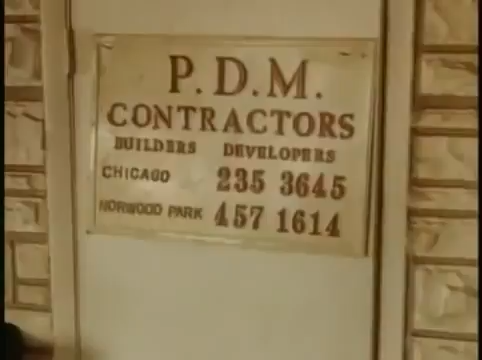 P. D. M.
CONTRACTORS
BUILDERS DEVELOPERS
CHICAGO 235 3645
NORWOOD PARK 457 1614